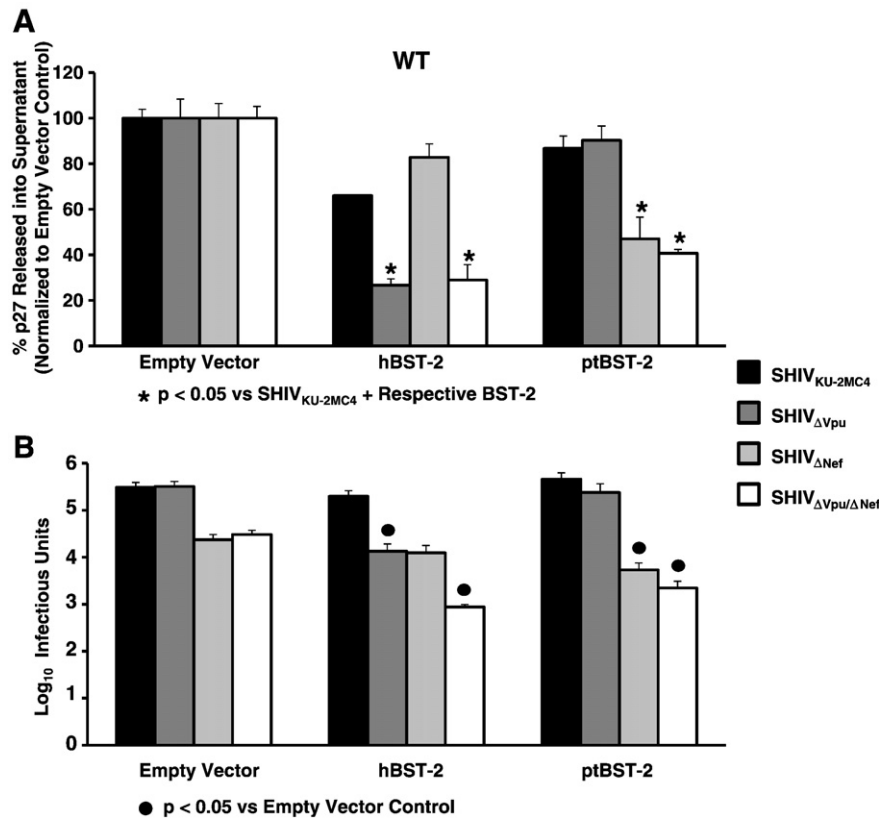 A
WT
% p27 Released into Supernatant
(Normalized to Empty Vector Control)
120
100
80
60
40
20
0
Empty Vector hBST-2 ptBST-2
* p < 0.05 vs SHIVKU-2MC4 + Respective BST-2
SHIVKU-2MC4
SHIVΔVpu
SHIVΔNef
SHIVΔVpu/ΔNef
B
Log10 Infectious Units
6
5
4
3
2
1
0
Empty Vector hBST-2 ptBST-2
● p < 0.05 vs Empty Vector Control